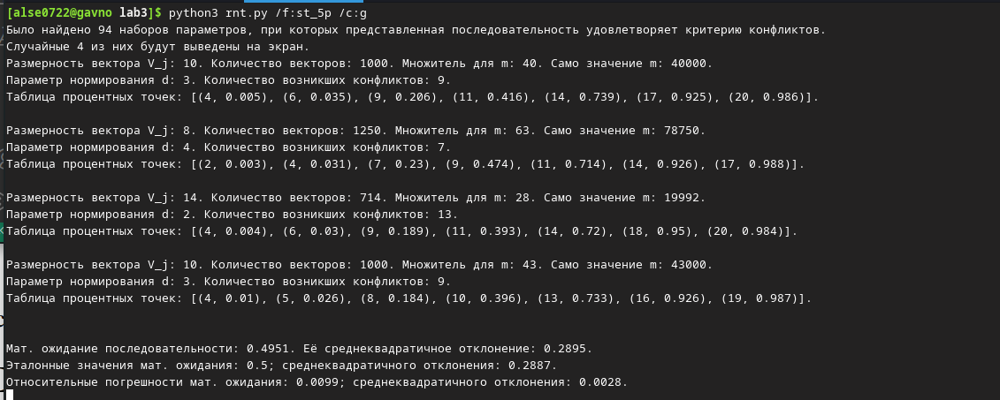 [alse0722@gavno lab3]$ python3 rnt.py /f:st_5p /c:g
Было найдено 94 наборов параметров, при которых представленная последовательность удовлетворяет критерию конфликтов.
Случайные 4 из них будут выведены на экран.
Размерность вектора V_j: 10. Количество векторов: 1000. Множитель для m: 40. Само значение m: 40000.
Параметр нормирования d: 3. Количество возникших конфликтов: 9.
Таблица процентных точек: [(4, 0.005), (6, 0.035), (9, 0.206), (11, 0.416), (14, 0.739), (17, 0.925), (20, 0.986)].
Размерность вектора V_j: 8. Количество векторов: 1250. Множитель для m: 63. Само значение m: 78750.
Параметр нормирования d: 4. Количество возникших конфликтов: 7.
Таблица процентных точек: [(2, 0.003), (4, 0.031), (7, 0.23), (9, 0.474), (11, 0.714), (14, 0.926), (17, 0.988)].
Размерность вектора V_j: 14. Количество векторов: 714. Множитель для m: 28. Само значение m: 19992.
Параметр нормирования d: 2. Количество возникших конфликтов: 13.
Таблица процентных точек: [(4, 0.004), (6, 0.03), (9, 0.189), (11, 0.393), (14, 0.72), (18, 0.95), (20, 0.984)].
Размерность вектора V_j: 10. Количество векторов: 1000. Множитель для m: 43. Само значение m: 43000.
Параметр нормирования d: 3. Количество возникших конфликтов: 9.
Таблица процентных точек: [(4, 0.01), (5, 0.026), (8, 0.184), (10, 0.396), (13, 0.733), (16, 0.926), (19, 0.987)].
Мат. ожидание последовательности: 0.4951. Её среднеквадратичное отклонение: 0.2895.
Эталонные значения мат. ожидания: 0.5; среднеквадратичного отклонения: 0.2887.
Относительные погрешности мат. ожидания: 0.0099; среднеквадратичного отклонения: 0.0028.